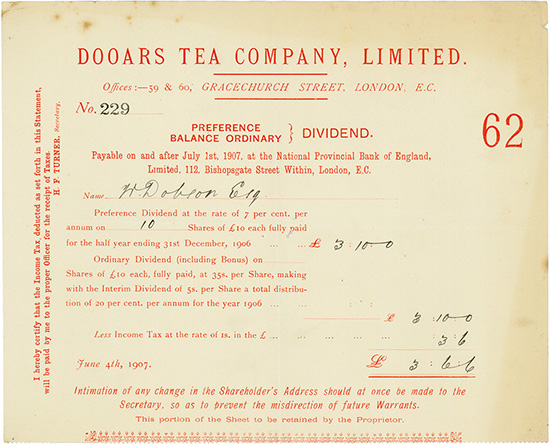 DOOARS TEA COMPANY, LIMITED.
Offices:—59 & 60, GRACECHURCH STREET, LONDON, E.C.
No. 229
PREFERENCE
BALANCE ORDINARY } DIVIDEND.
62
Payable on and after July 1st, 1907, at the National Provincial Bank of England,
Limited, 112, Bishopsgate Street Within, London, E.C.
Name W Dobson Esq
Preference Dividend at the rate of 7 per cent. per
annum on 10 Shares of £10 each fully paid
for the half year ending 31st December, 1906 ... ... £ 3 : 10 : 0
Ordinary Dividend (including Bonus) on
Shares of £10 each, fully paid, at 35s. per Share, making
with the Interim Dividend of 5s. per Share a total distribu-
tion of 20 per cent. per annum for the year 1906 ...
£ 3 : 10 : 0
Less Income Tax at the rate of 1s. in the £ ... ... ... 3 : 6
June 4th, 1907. £ 3 : 6 : 6
Intimation of any change in the Shareholder's Address should at once be made to the
Secretary, so as to prevent the misdirection of future Warrants.
This portion of the Sheet to be retained by the Proprietor.
I hereby certify that the Income Tax, deducted as set forth in this Statement,
will be paid by me to the proper Officer for the receipt of Taxes
H. F. TURNER, Secretary.